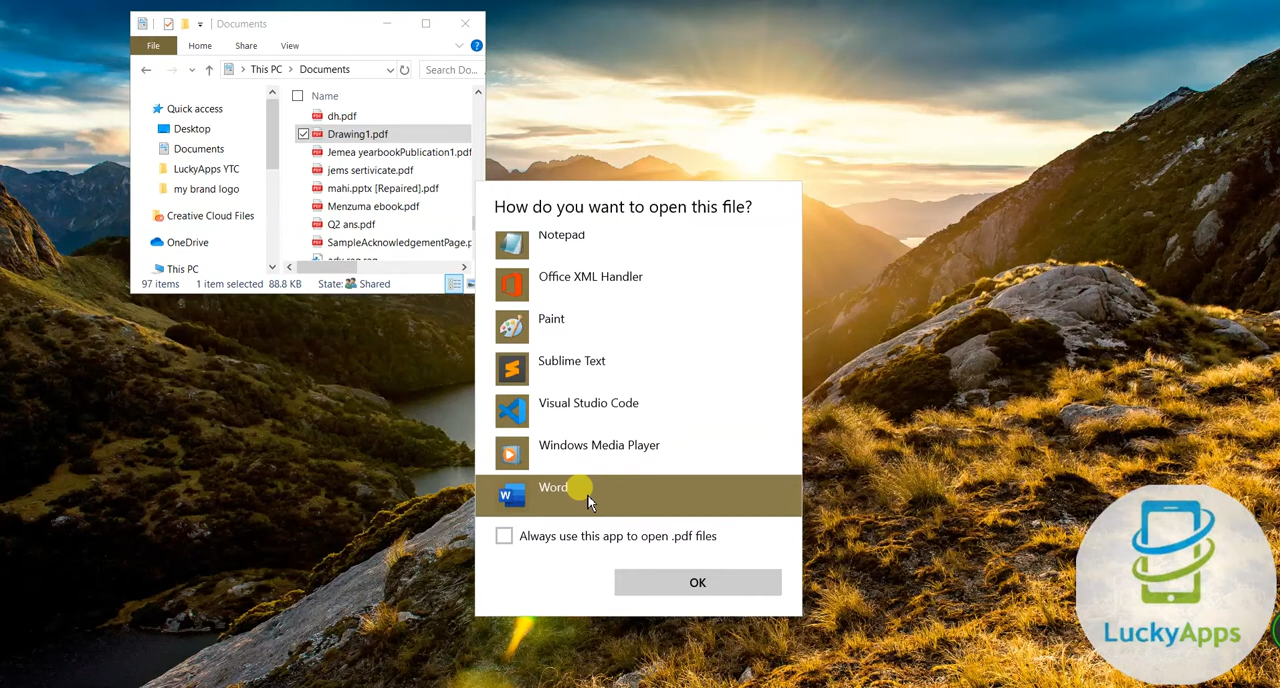 Documents
File
Home
Share
View
This PC
Documents
Search Do...
Quick access
Desktop
Documents
LuckyApps YTC
my brand logo
Creative Cloud Files
OneDrive
This PC
Name
dh.pdf
Drawing1.pdf
Jemea yearbookPublication1.pdf
jems sertivicate.pdf
mahi.pptx [Repaired].pdf
Menzuma ebook.pdf
Q2 ans.pdf
SampleAcknowledgementPage.p
97 items
1 item selected
88.8 KB
State:
Shared
How do you want to open this file?
Notepad
Office XML Handler
Paint
Sublime Text
Visual Studio Code
Windows Media Player
Word
Always use this app to open .pdf files
OK
LuckyApps